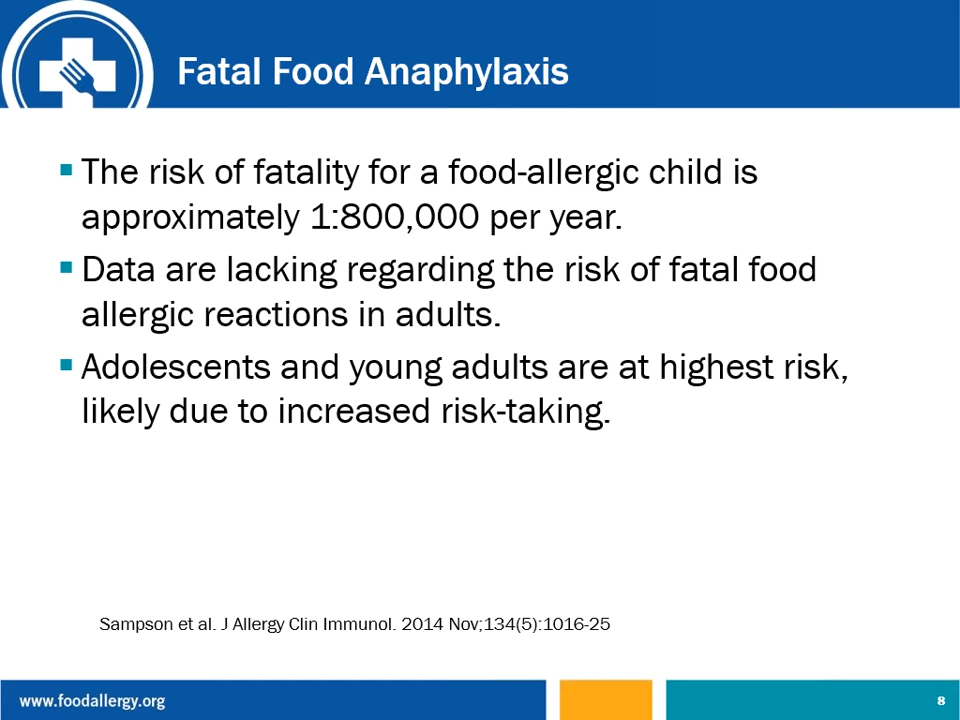 Fatal Food Anaphylaxis
▪ The risk of fatality for a food-allergic child is
approximately 1:800,000 per year.
▪ Data are lacking regarding the risk of fatal food
allergic reactions in adults.
▪ Adolescents and young adults are at highest risk,
likely due to increased risk-taking.
Sampson et al. J Allergy Clin Immunol. 2014 Nov;134(5):1016-25
www.foodallergy.org
8